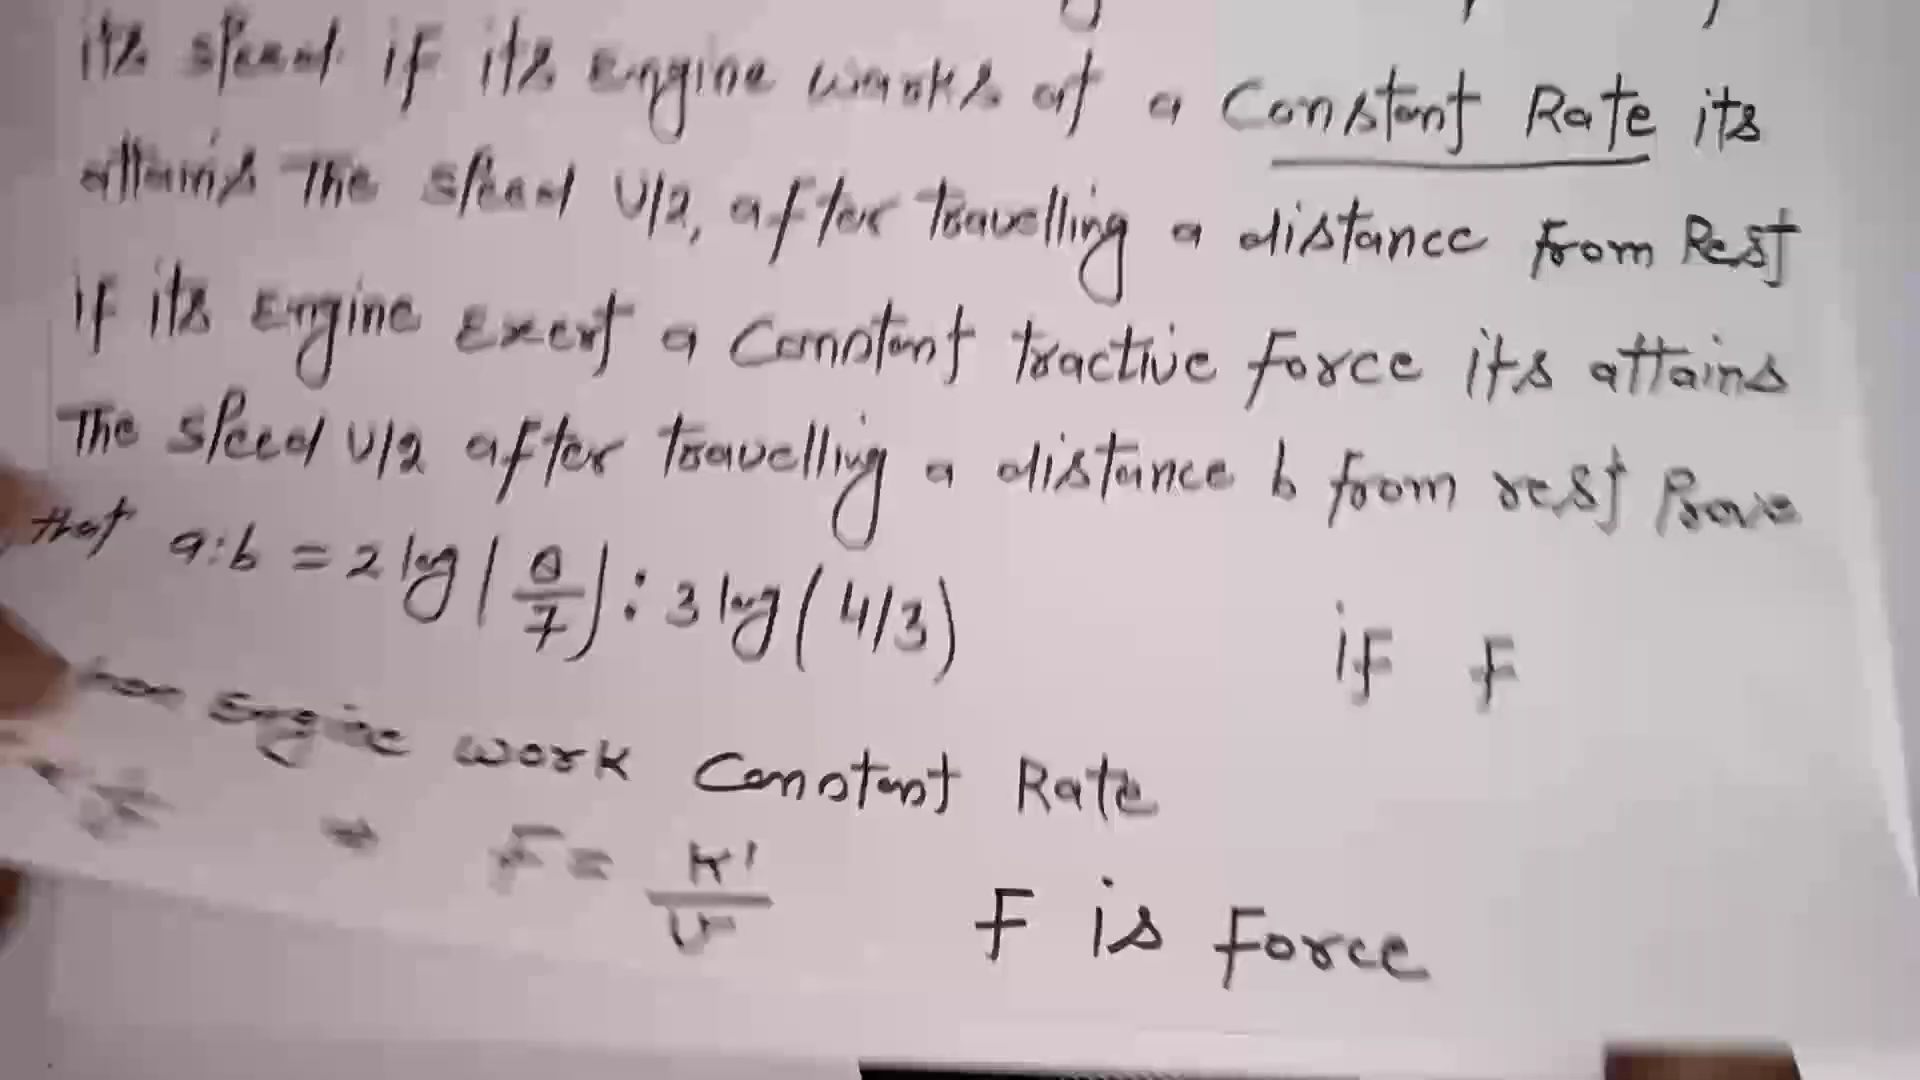 its speed if its Engine works at a Constant Rate its
attains The speed U/2, after travelling a distance from Rest
if its Engine Exert a Constant tractive force its attains
The speed U/2 after travelling a distance b from rest Prove
that a:b = 2 log (8/7) : 3 log (4/3)
if F
Engine work Constant Rate
F = K'/v F is force